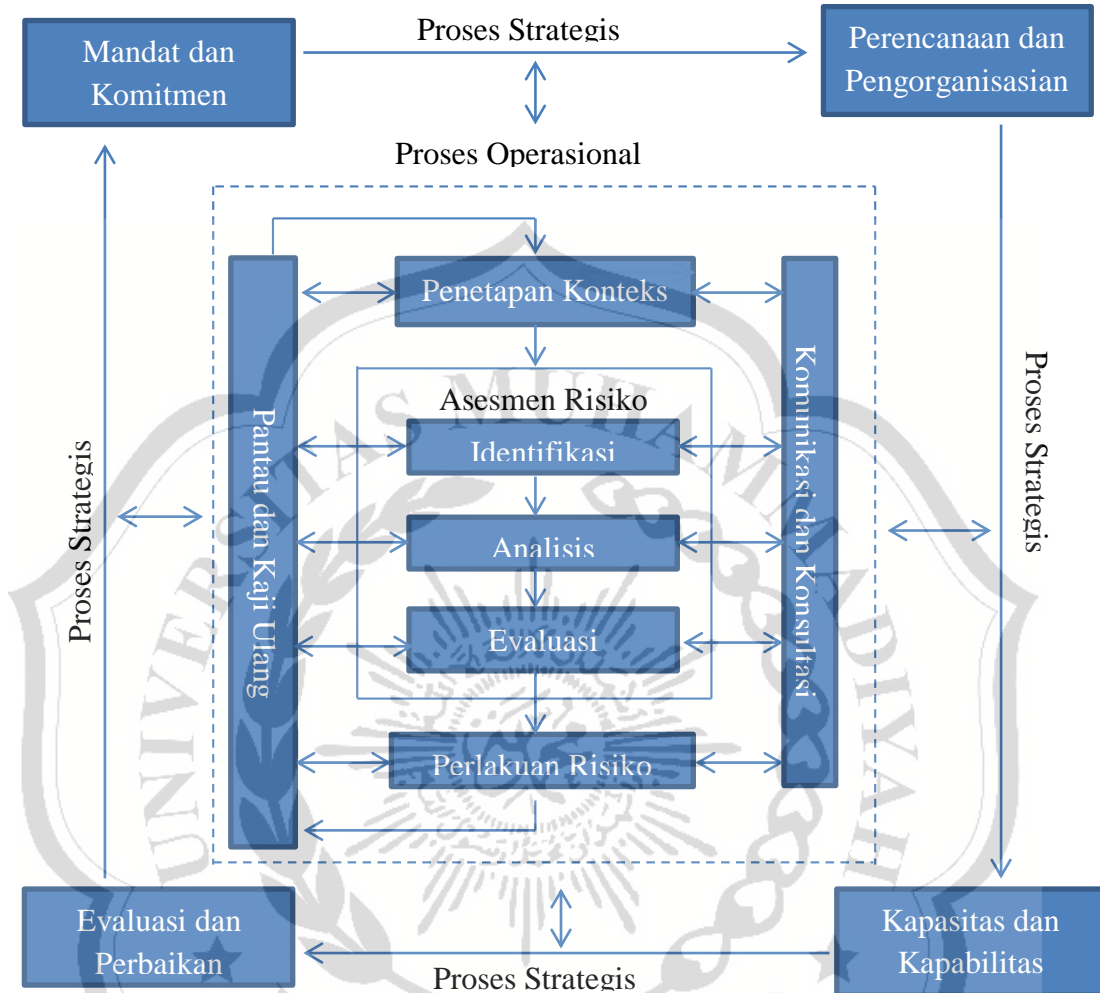 Mandat dan
Komitmen
Proses Strategis
Perencanaan dan
Pengorganisasian
Proses Operasional
Penetapan Konteks
Asesmen Risiko
Identifikasi
Analisis
Evaluasi
Perlakuan Risiko
Pantau dan Kaji Ulang
Komunikasi dan Konsultasi
Proses Strategis
Proses Strategis
Evaluasi dan
Perbaikan
Proses Strategis
Kapasitas dan
Kapabilitas
UNIVERSITAS MUHAMMADIYAH